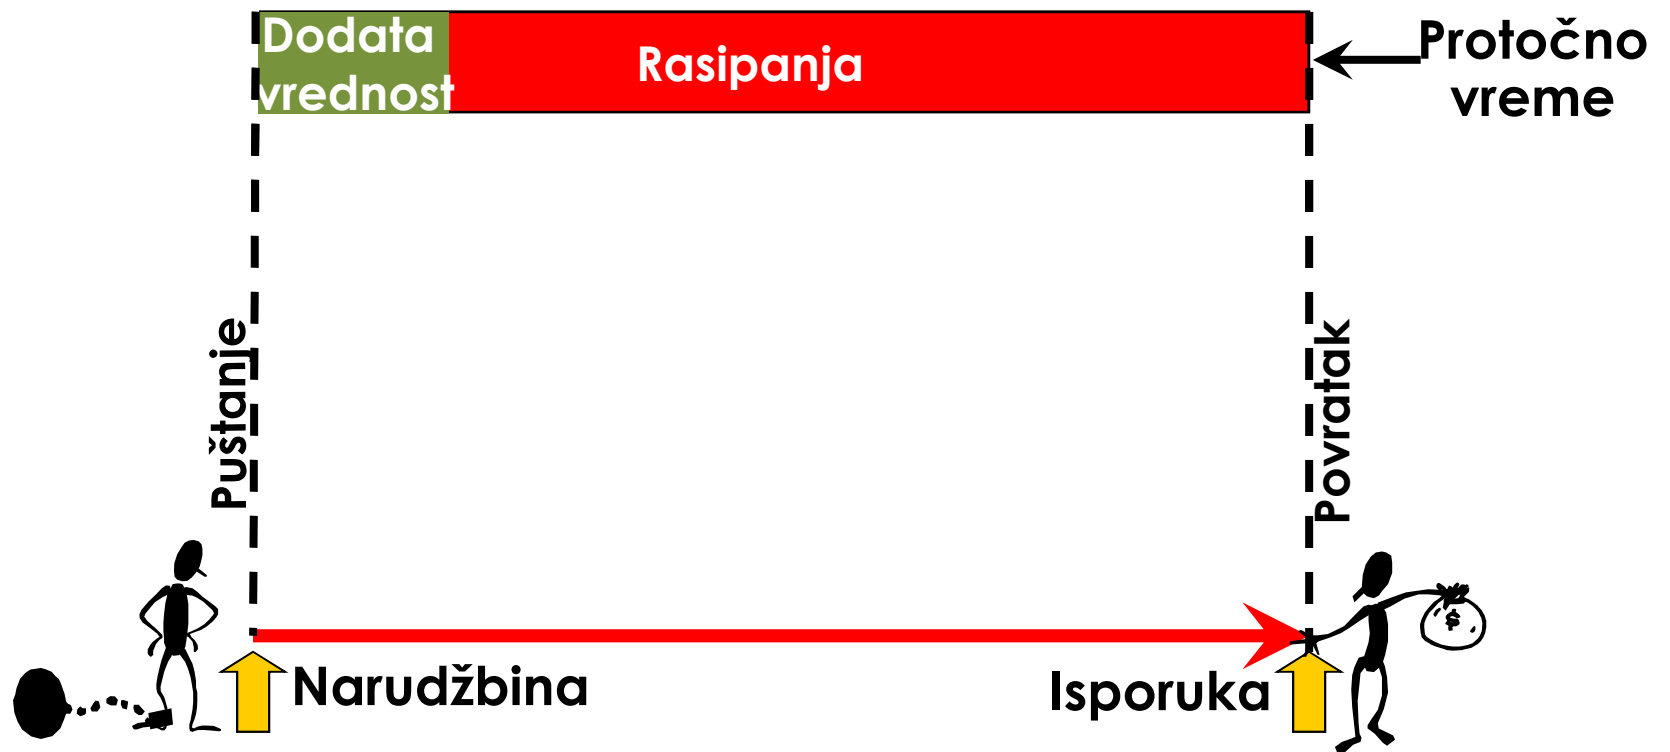 Dodata
vrednost
Rasipanja
Protočno
vreme
Puštanje
Povratak
Narudžbina
Isporuka
$